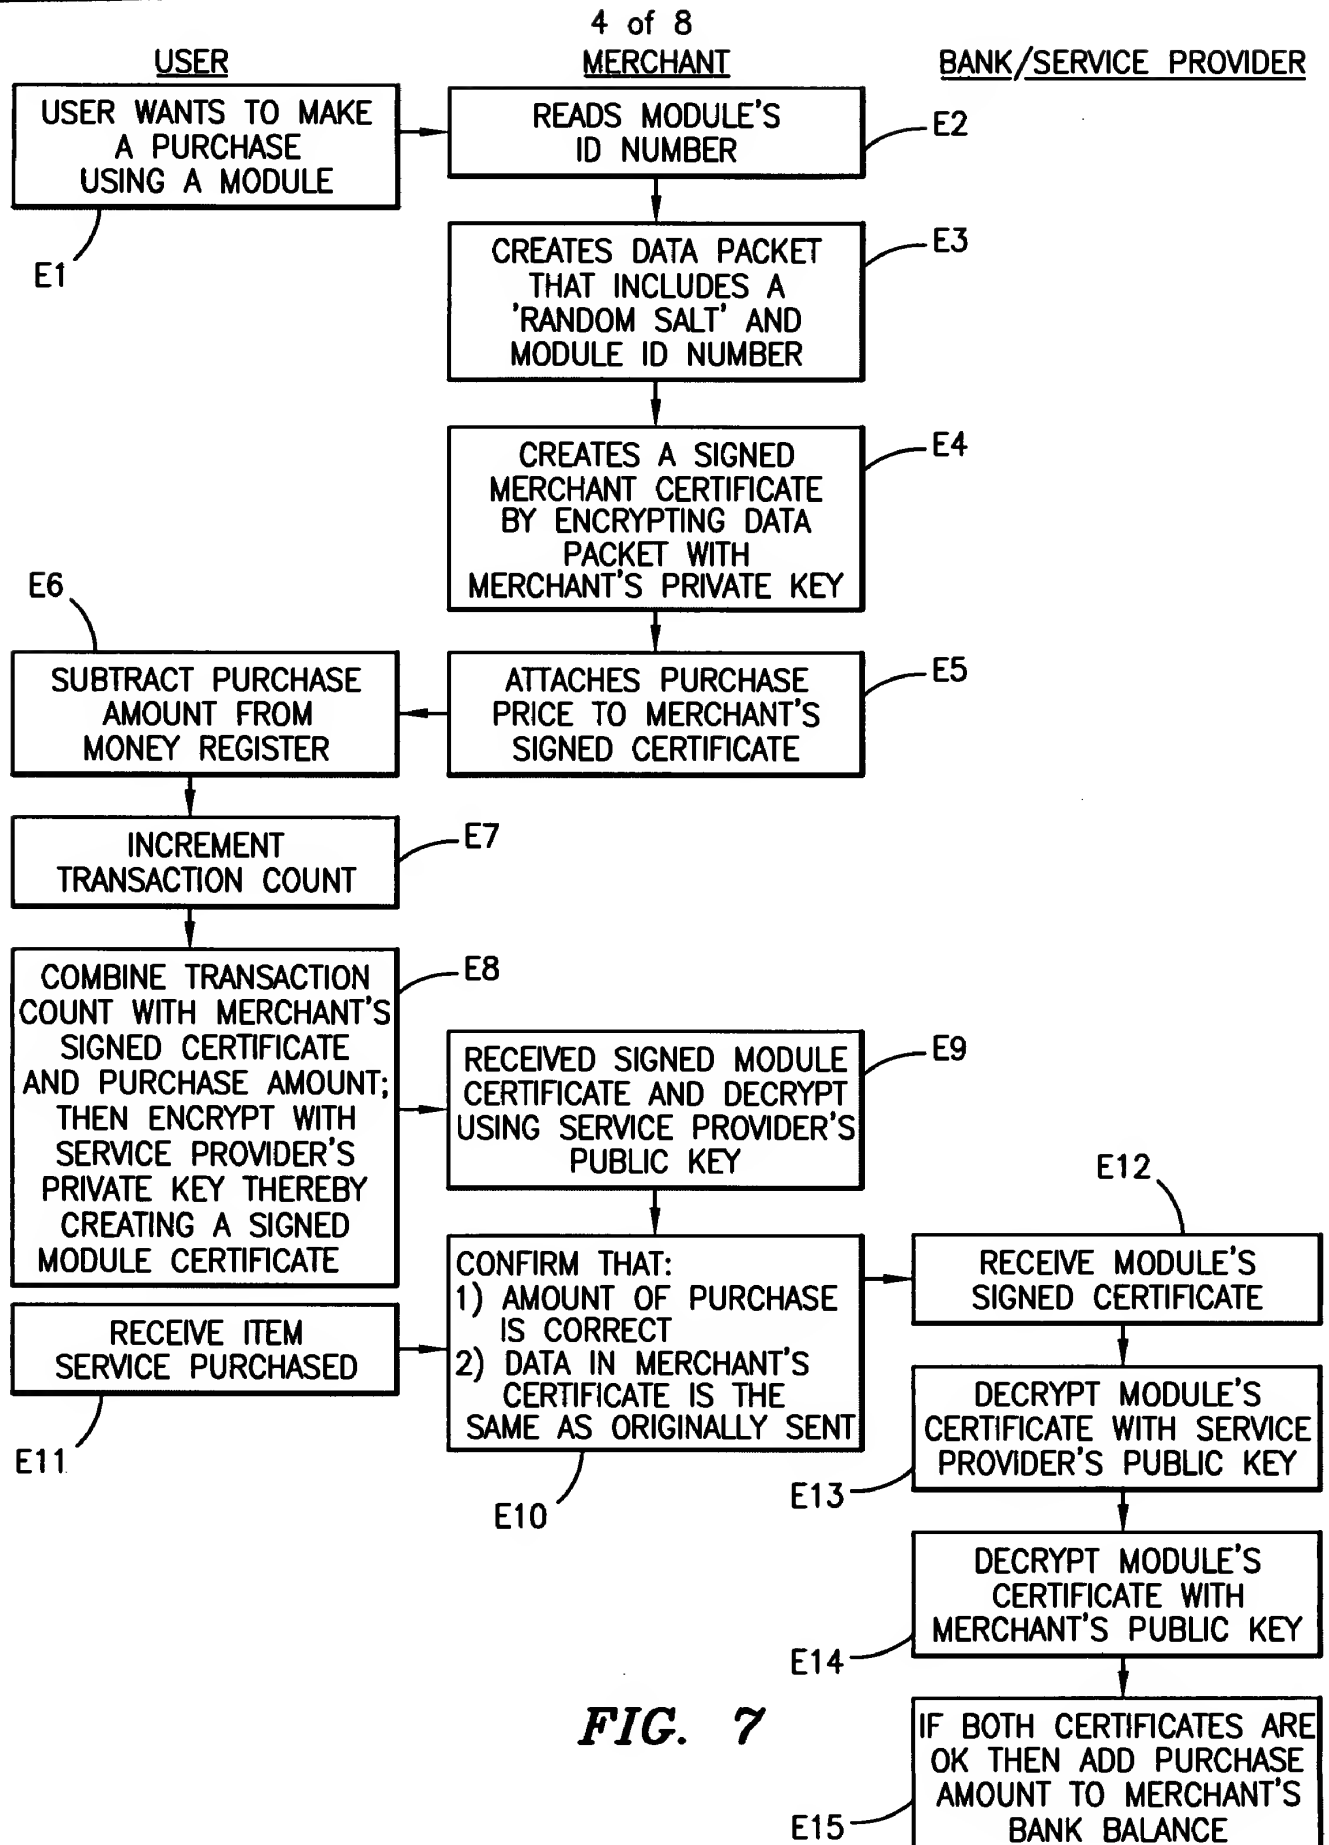 4 of 8
USER
MERCHANT
BANK/SERVICE PROVIDER
USER WANTS TO MAKE
A PURCHASE
USING A MODULE
E1
READS MODULE'S
ID NUMBER
E2
CREATES DATA PACKET
THAT INCLUDES A
'RANDOM SALT' AND
MODULE ID NUMBER
E3
CREATES A SIGNED
MERCHANT CERTIFICATE
BY ENCRYPTING DATA
PACKET WITH
MERCHANT'S PRIVATE KEY
E4
ATTACHES PURCHASE
PRICE TO MERCHANT'S
SIGNED CERTIFICATE
E5
E6
SUBTRACT PURCHASE
AMOUNT FROM
MONEY REGISTER
INCREMENT
TRANSACTION COUNT
E7
COMBINE TRANSACTION
COUNT WITH MERCHANT'S
SIGNED CERTIFICATE
AND PURCHASE AMOUNT;
THEN ENCRYPT WITH
SERVICE PROVIDER'S
PRIVATE KEY THEREBY
CREATING A SIGNED
MODULE CERTIFICATE
E8
RECEIVED SIGNED MODULE
CERTIFICATE AND DECRYPT
USING SERVICE PROVIDER'S
PUBLIC KEY
E9
CONFIRM THAT:
1) AMOUNT OF PURCHASE
IS CORRECT
2) DATA IN MERCHANT'S
CERTIFICATE IS THE
SAME AS ORIGINALLY SENT
E10
RECEIVE ITEM
SERVICE PURCHASED
E11
E12
RECEIVE MODULE'S
SIGNED CERTIFICATE
DECRYPT MODULE'S
CERTIFICATE WITH SERVICE
PROVIDER'S PUBLIC KEY
E13
DECRYPT MODULE'S
CERTIFICATE WITH
MERCHANT'S PUBLIC KEY
E14
IF BOTH CERTIFICATES ARE
OK THEN ADD PURCHASE
AMOUNT TO MERCHANT'S
BANK BALANCE
E15
FIG. 7